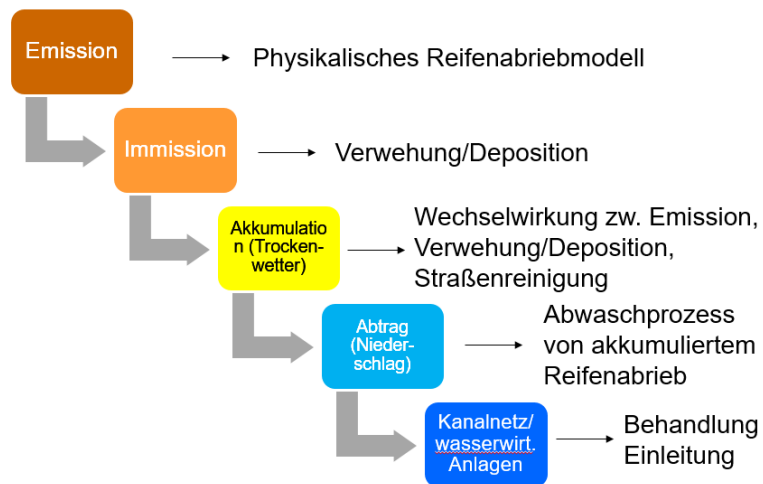 Emission
Physikalisches Reifenabriebmodell
Immission
Verwehung/Deposition
Akkumulatio
n (Trocken-
wetter)
Wechselwirkung zw. Emission,
Verwehung/Deposition,
Straßenreinigung
Abtrag
(Nieder-
schlag)
Abwaschprozess
von akkumuliertem
Reifenabrieb
Kanalnetz/
wasserwirt.
Anlagen
Behandlung
Einleitung